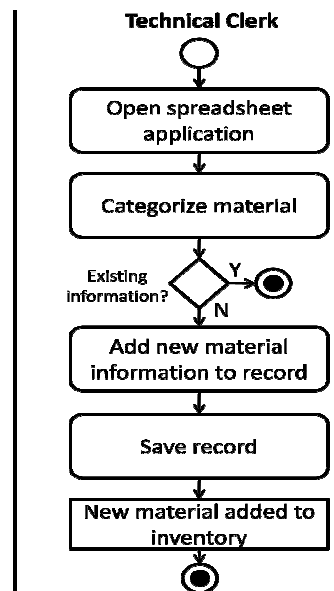 Technical Clerk
Open spreadsheet
application
Categorize material
Existing
information?
Y
N
Add new material
information to record
Save record
New material added to
inventory